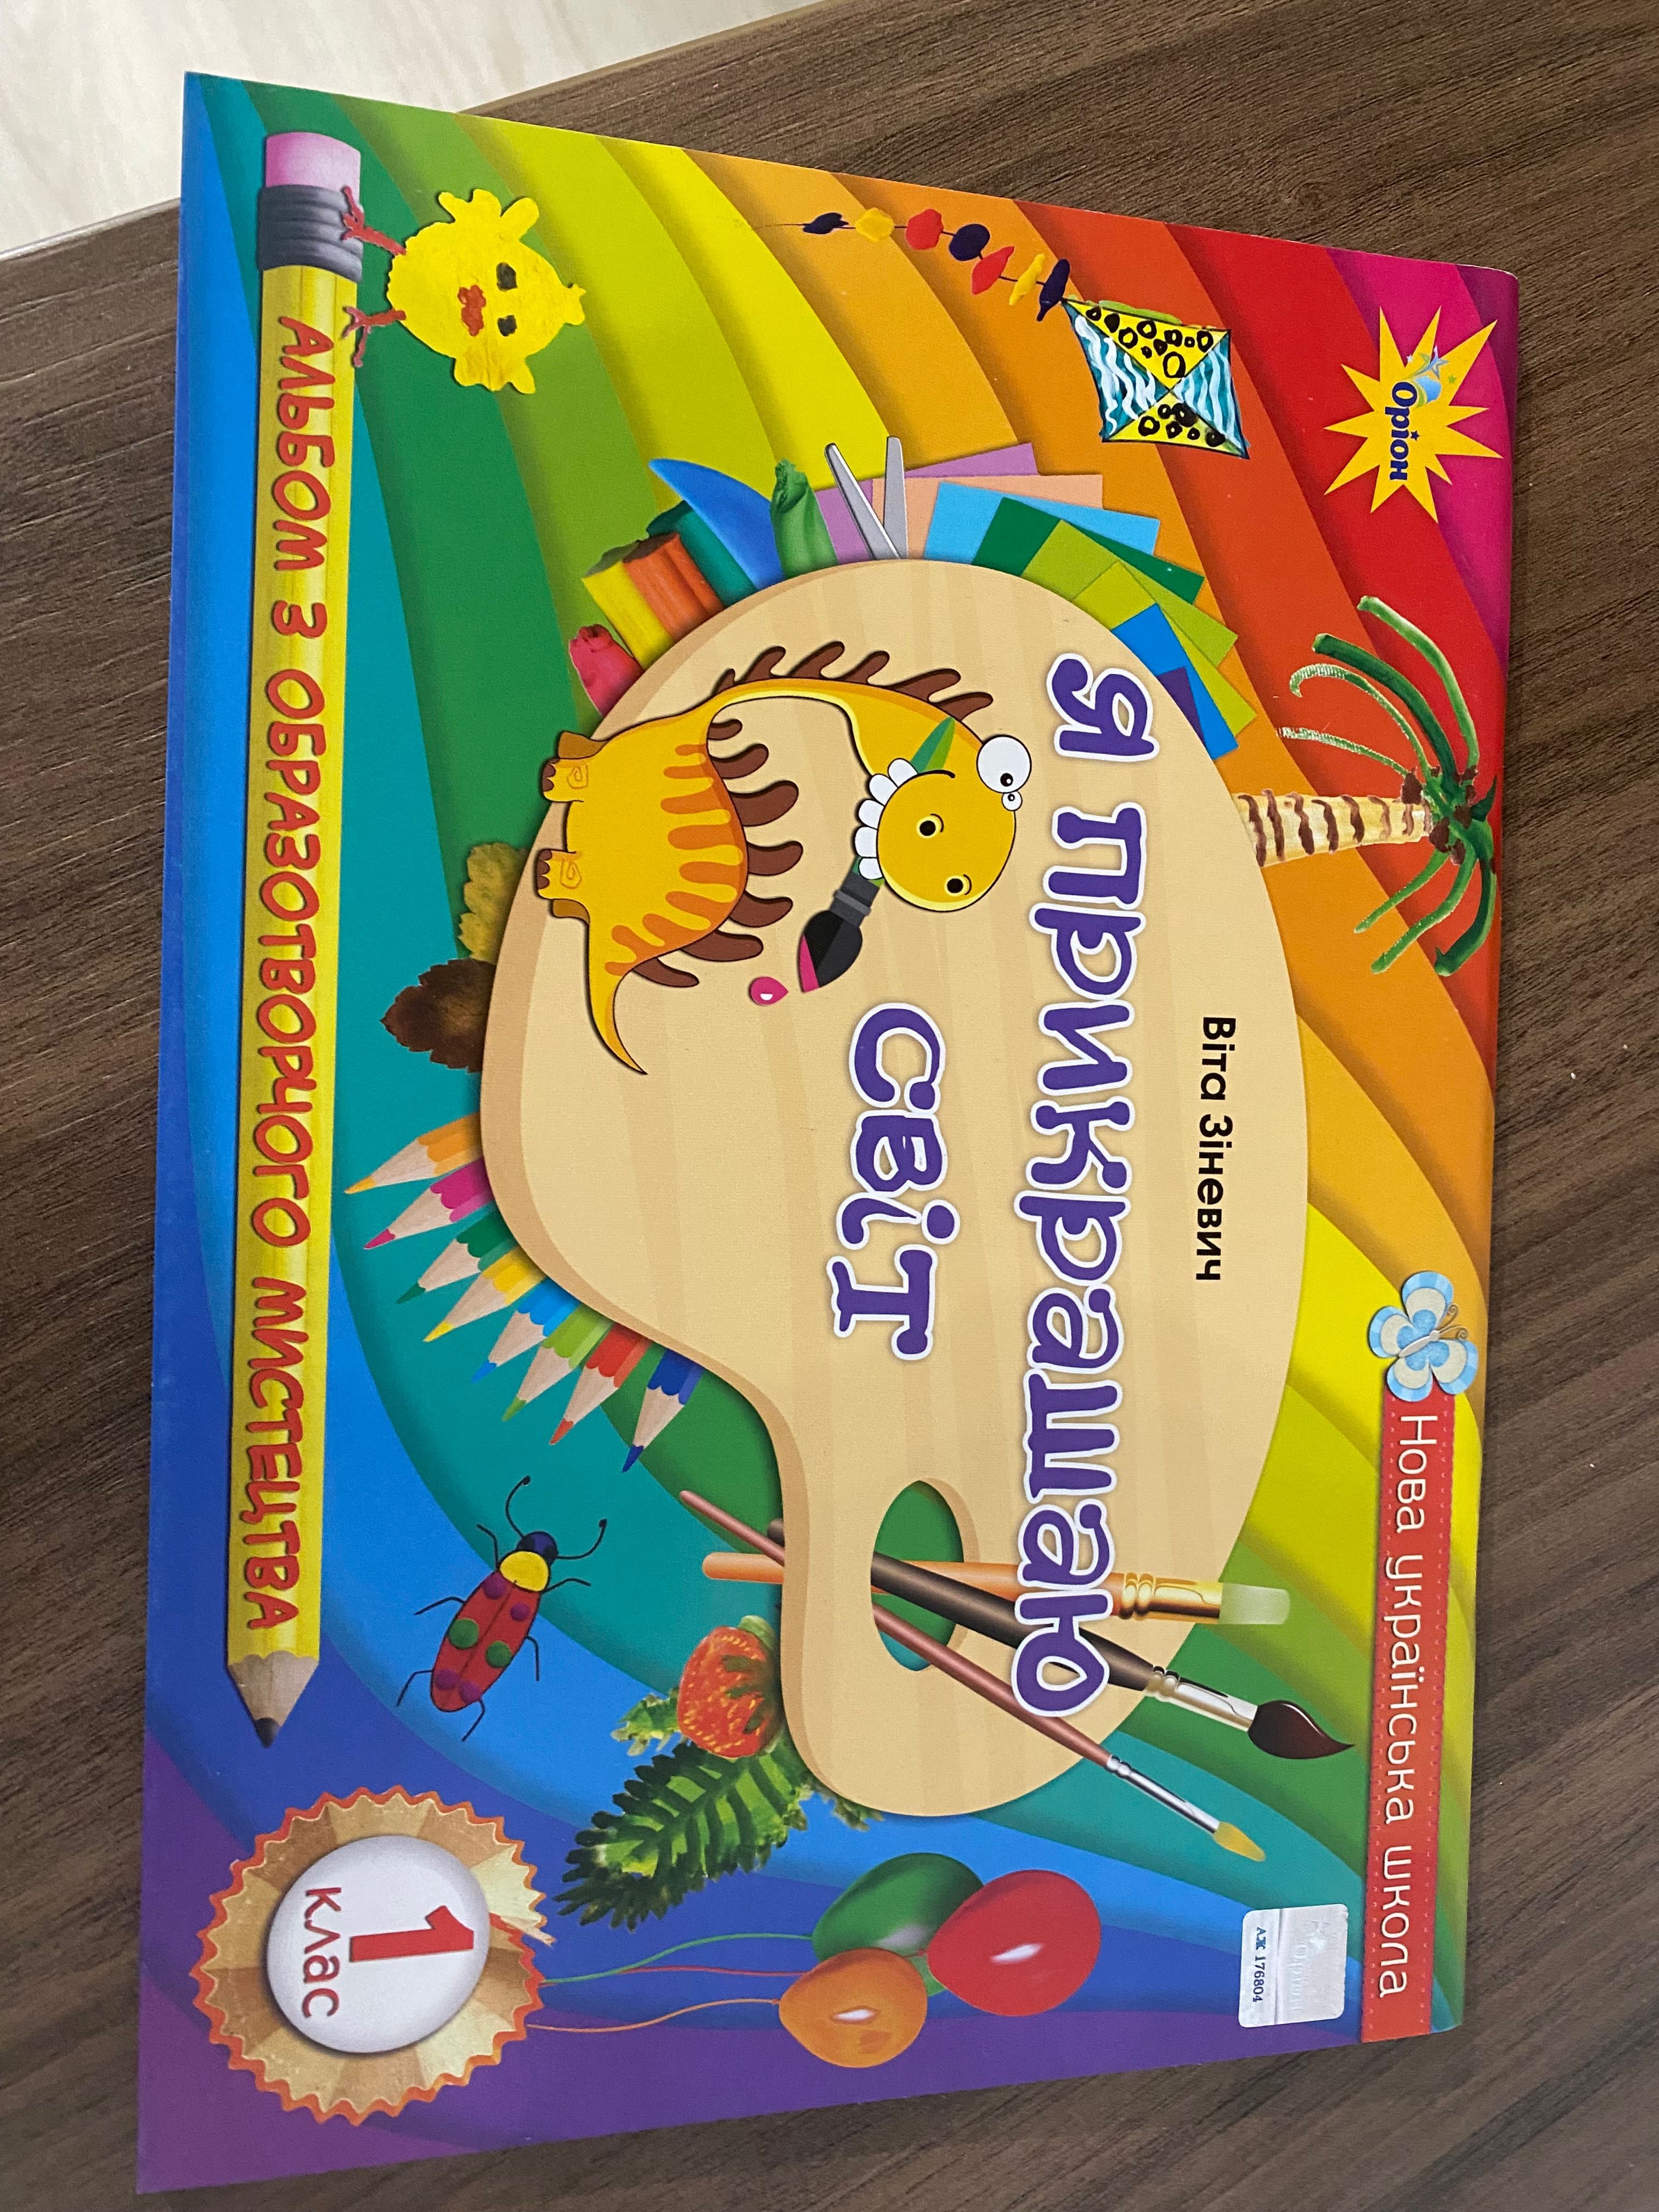 Оріон
Нова українська школа
Віта Зіневич
Я прикрашаю
світ
АЖ 176804
1
клас
АЛЬБОМ З ОБРАЗОТВОРЧОГО МИСТЕЦТВА